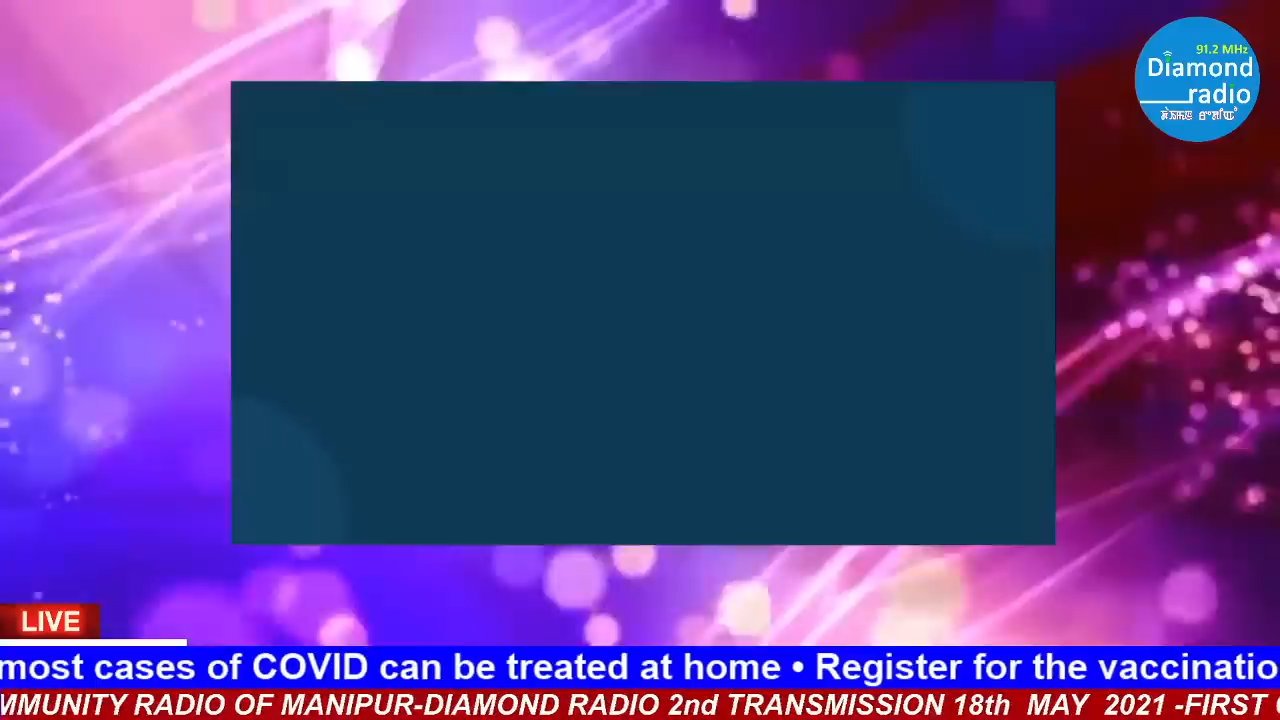 91.2 MHz
Diamond
radio
LIVE
most cases of COVID can be treated at home • Register for the vaccinatio
MMUNITY RADIO OF MANIPUR-DIAMOND RADIO 2nd TRANSMISSION 18th MAY 2021 -FIRST